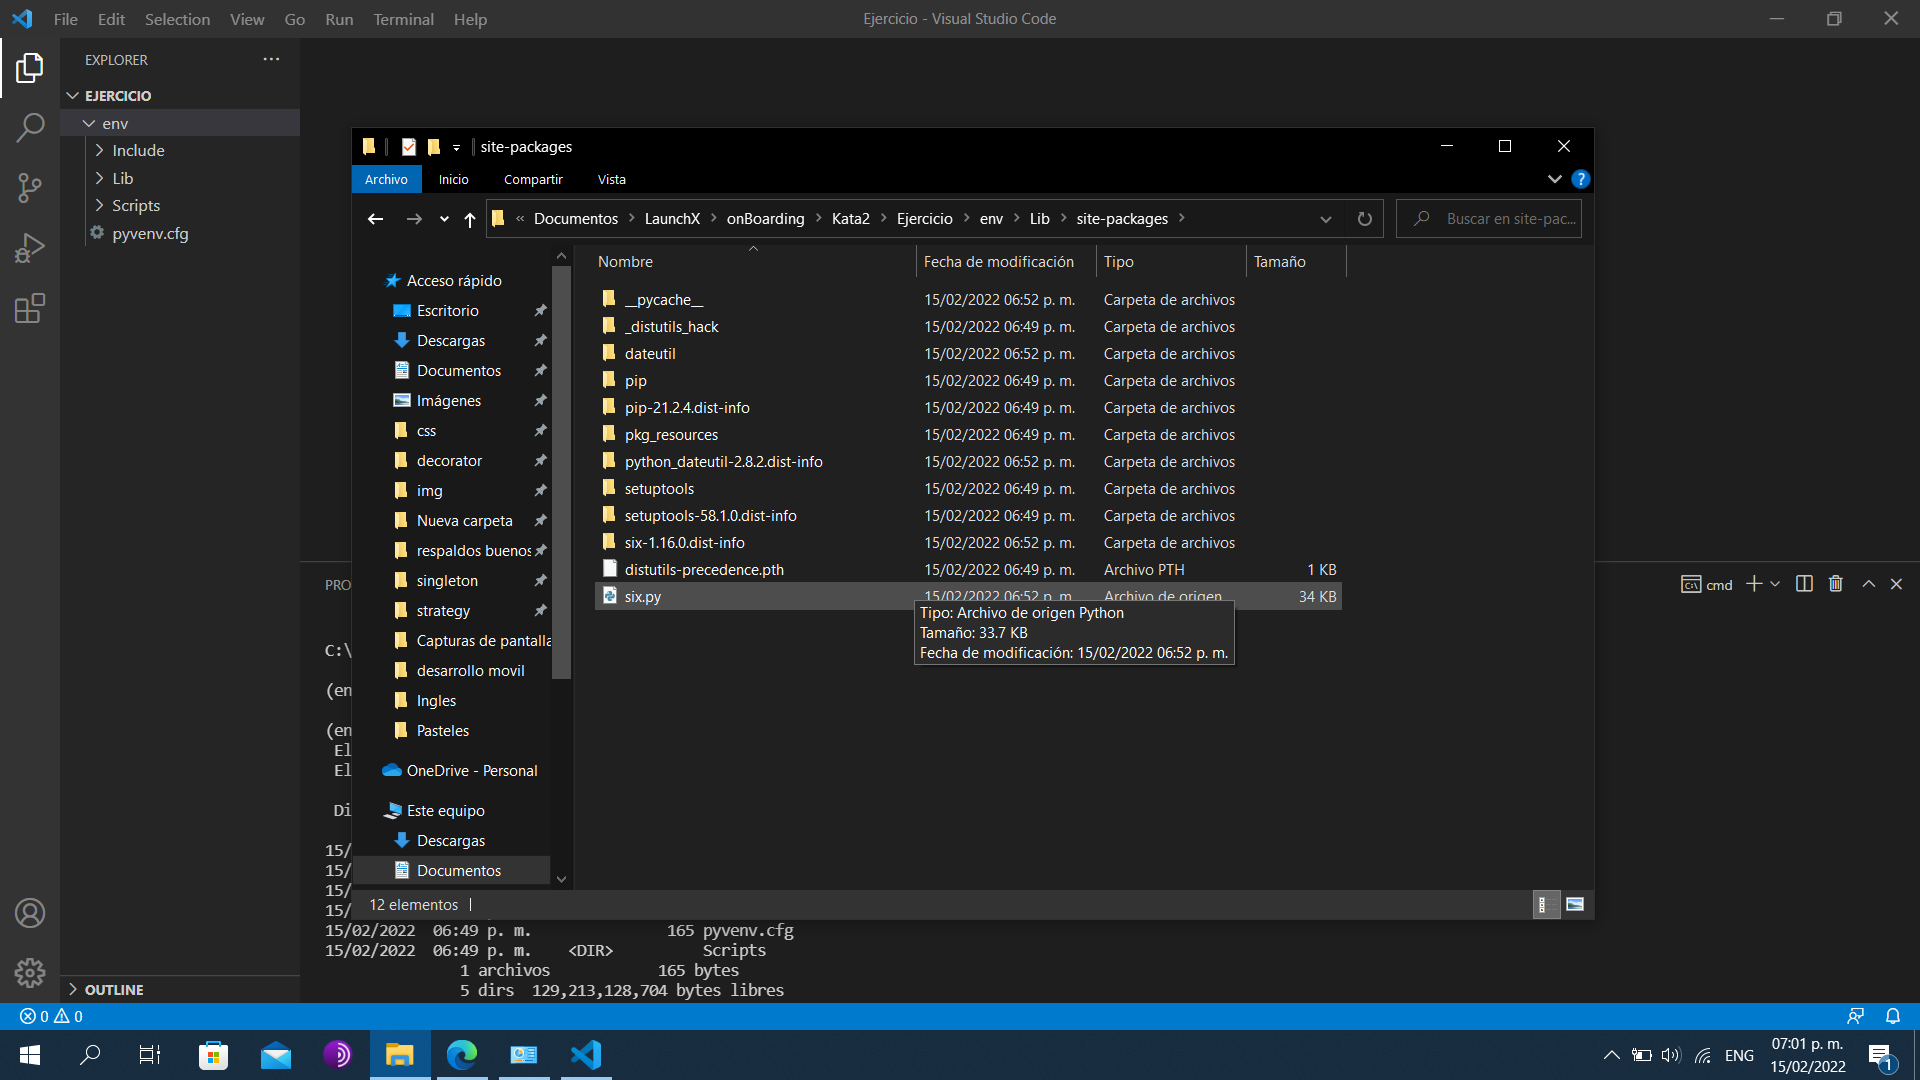 File Edit Selection View Go Run Terminal Help
Ejercicio - Visual Studio Code
EXPLORER
EJERCICIO
env
Include
Lib
Scripts
pyvenv.cfg
OUTLINE
site-packages
Archivo Inicio Compartir Vista
« Documentos LaunchX onBoarding Kata2 Ejercicio env Lib site-packages
Buscar en site-pac...
Acceso rápido
Escritorio
Descargas
Documentos
Imágenes
css
decorator
img
Nueva carpeta
respaldos buenos
singleton
strategy
Capturas de pantalla
desarrollo movil
Ingles
Pasteles
OneDrive - Personal
Este equipo
Descargas
Documentos
Nombre Fecha de modificación Tipo Tamaño
__pycache__ 15/02/2022 06:52 p. m. Carpeta de archivos
_distutils_hack 15/02/2022 06:49 p. m. Carpeta de archivos
dateutil 15/02/2022 06:52 p. m. Carpeta de archivos
pip 15/02/2022 06:49 p. m. Carpeta de archivos
pip-21.2.4.dist-info 15/02/2022 06:49 p. m. Carpeta de archivos
pkg_resources 15/02/2022 06:49 p. m. Carpeta de archivos
python_dateutil-2.8.2.dist-info 15/02/2022 06:52 p. m. Carpeta de archivos
setuptools 15/02/2022 06:49 p. m. Carpeta de archivos
setuptools-58.1.0.dist-info 15/02/2022 06:49 p. m. Carpeta de archivos
six-1.16.0.dist-info 15/02/2022 06:52 p. m. Carpeta de archivos
distutils-precedence.pth 15/02/2022 06:49 p. m. Archivo PTH 1 KB
six.py 15/02/2022 06:52 p. m. Archivo de origen 34 KB
Tipo: Archivo de origen Python
Tamaño: 33.7 KB
Fecha de modificación: 15/02/2022 06:52 p. m.
12 elementos
PRO
cmd
C:\
(en
(en
El
El
Di
15/
15/
15/
15/
15/02/2022 06:49 p. m. 165 pyvenv.cfg
15/02/2022 06:49 p. m. <DIR> Scripts
1 archivos 165 bytes
5 dirs 129,213,128,704 bytes libres
0 0
ENG
07:01 p. m.
15/02/2022
1